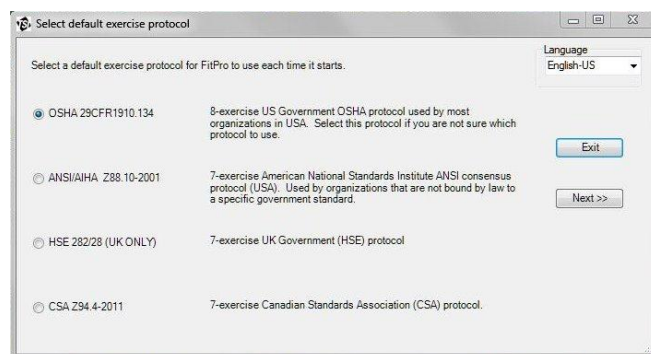 Select default exercise protocol
Language
Select a default exercise protocol for FitPro to use each time it starts.
English-US
OSHA 29CFR1910.134
8-exercise US Government OSHA protocol used by most
organizations in USA. Select this protocol if you are not sure which
protocol to use.
Exit
ANSI/AIHA Z88.10-2001
7-exercise American National Standards Institute ANSI consensus
protocol (USA). Used by organizations that are not bound by law to
a specific government standard.
Next >>
HSE 282/28 (UK ONLY)
7-exercise UK Government (HSE) protocol
CSA Z94.4-2011
7-exercise Canadian Standards Association (CSA) protocol.